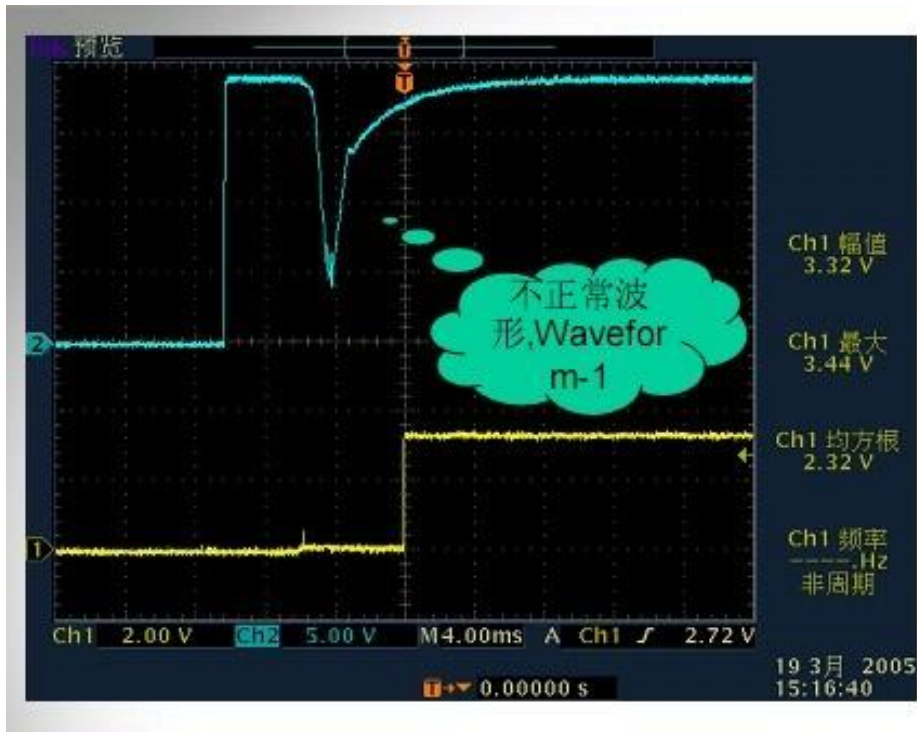 预览
T
T
Ch1 幅值
3.32 V
不正常波
形,Wavefor
m-1
2
Ch1 最大
3.44 V
Ch1 均方根
2.32 V
1
Ch1 频率
----.Hz
非周期
Ch1 2.00 V Ch2 5.00 V M4.00ms A Ch1 2.72 V
T 0.00000 s
19 3月 2005
15:16:40